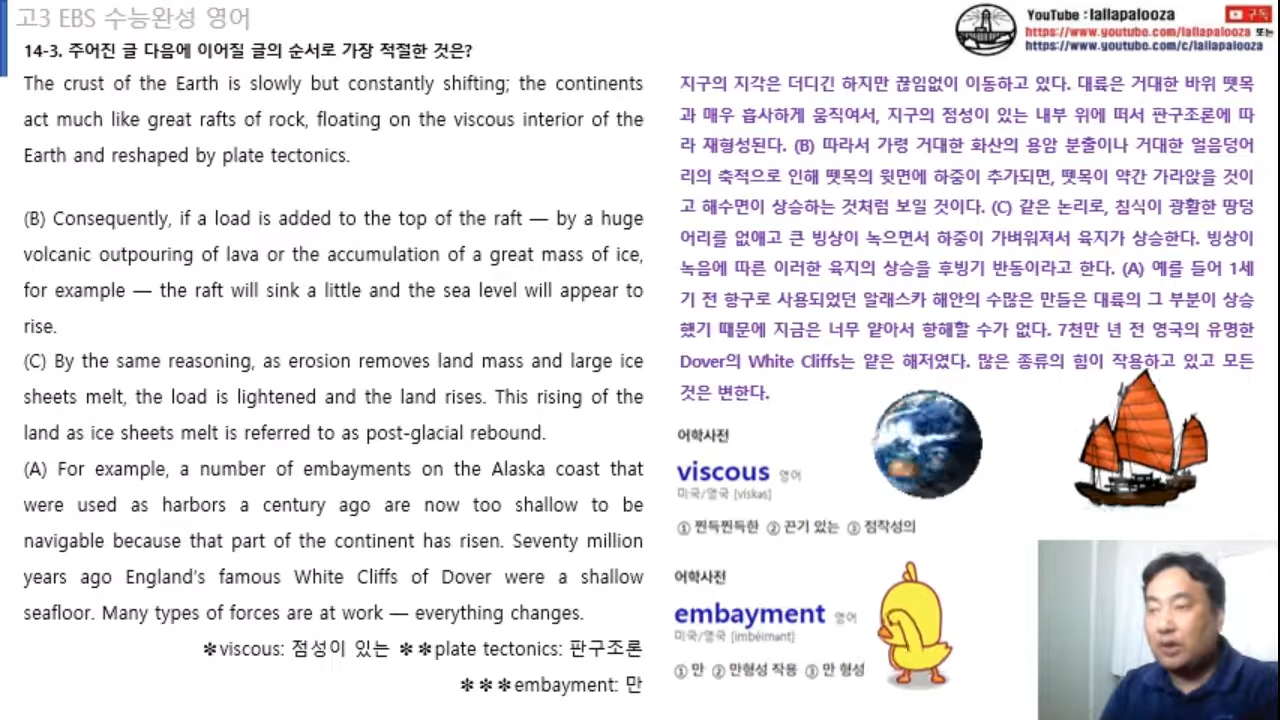 고3 EBS 수능완성 영어
14-3. 주어진 글 다음에 이어질 글의 순서로 가장 적절한 것은?
The crust of the Earth is slowly but constantly shifting; the continents
act much like great rafts of rock, floating on the viscous interior of the
Earth and reshaped by plate tectonics.
(B) Consequently, if a load is added to the top of the raft — by a huge
volcanic outpouring of lava or the accumulation of a great mass of ice,
for example — the raft will sink a little and the sea level will appear to
rise.
(C) By the same reasoning, as erosion removes land mass and large ice
sheets melt, the load is lightened and the land rises. This rising of the
land as ice sheets melt is referred to as post-glacial rebound.
(A) For example, a number of embayments on the Alaska coast that
were used as harbors a century ago are now too shallow to be
navigable because that part of the continent has risen. Seventy million
years ago England's famous White Cliffs of Dover were a shallow
seafloor. Many types of forces are at work — everything changes.
*viscous: 점성이 있는 **plate tectonics: 판구조론
***embayment: 만
YouTube : lallapalooza
구독
https://www.youtube.com/lallapalooza 또는
https://www.youtube.com/c/lallapalooza
지구의 지각은 더디긴 하지만 끊임없이 이동하고 있다. 대륙은 거대한 바위 뗏목
과 매우 흡사하게 움직여서, 지구의 점성이 있는 내부 위에 떠서 판구조론에 따
라 재형성된다. (B) 따라서 가령 거대한 화산의 용암 분출이나 거대한 얼음덩어
리의 축적으로 인해 뗏목의 윗면에 하중이 추가되면, 뗏목이 약간 가라앉을 것이
고 해수면이 상승하는 것처럼 보일 것이다. (C) 같은 논리로, 침식이 광활한 땅덩
어리를 없애고 큰 빙상이 녹으면서 하중이 가벼워져서 육지가 상승한다. 빙상이
녹음에 따른 이러한 육지의 상승을 후빙기 반동이라고 한다. (A) 예를 들어 1세
기 전 항구로 사용되었던 알래스카 해안의 수많은 만들은 대륙의 그 부분이 상승
했기 때문에 지금은 너무 얕아서 항해할 수가 없다. 7천만 년 전 영국의 유명한
Dover의 White Cliffs는 얕은 해저였다. 많은 종류의 힘이 작용하고 있고 모든
것은 변한다.
어학사전
viscous 영어
미국/영국 [vískəs]
① 찐득찐득한 ② 끈기 있는 ③ 점착성의
어학사전
embayment 영어
미국/영국 [imbéimənt]
① 만 ② 만형성 작용 ③ 만 형성